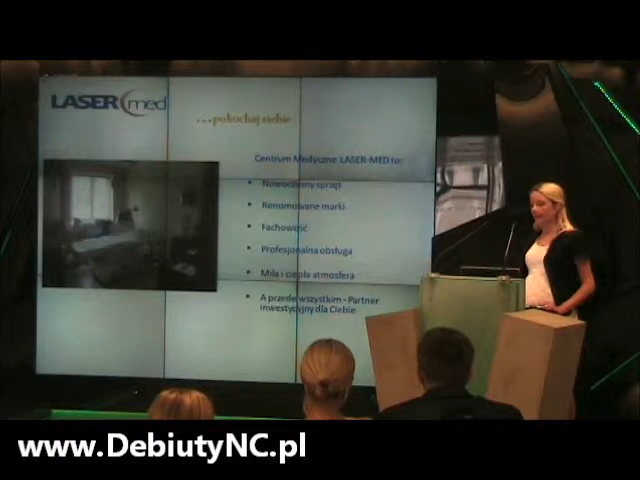 LASER med
...pokochaj siebie
Centrum Medyczne LASER-MED to:
• Nowoczesny sprzęt
• Renomowane marki
• Fachowość
• Profesjonalna obsługa
• Miła i ciepła atmosfera
• A przede wszystkim - Partner
inwestycyjny dla Ciebie
www.DebiutyNC.pl